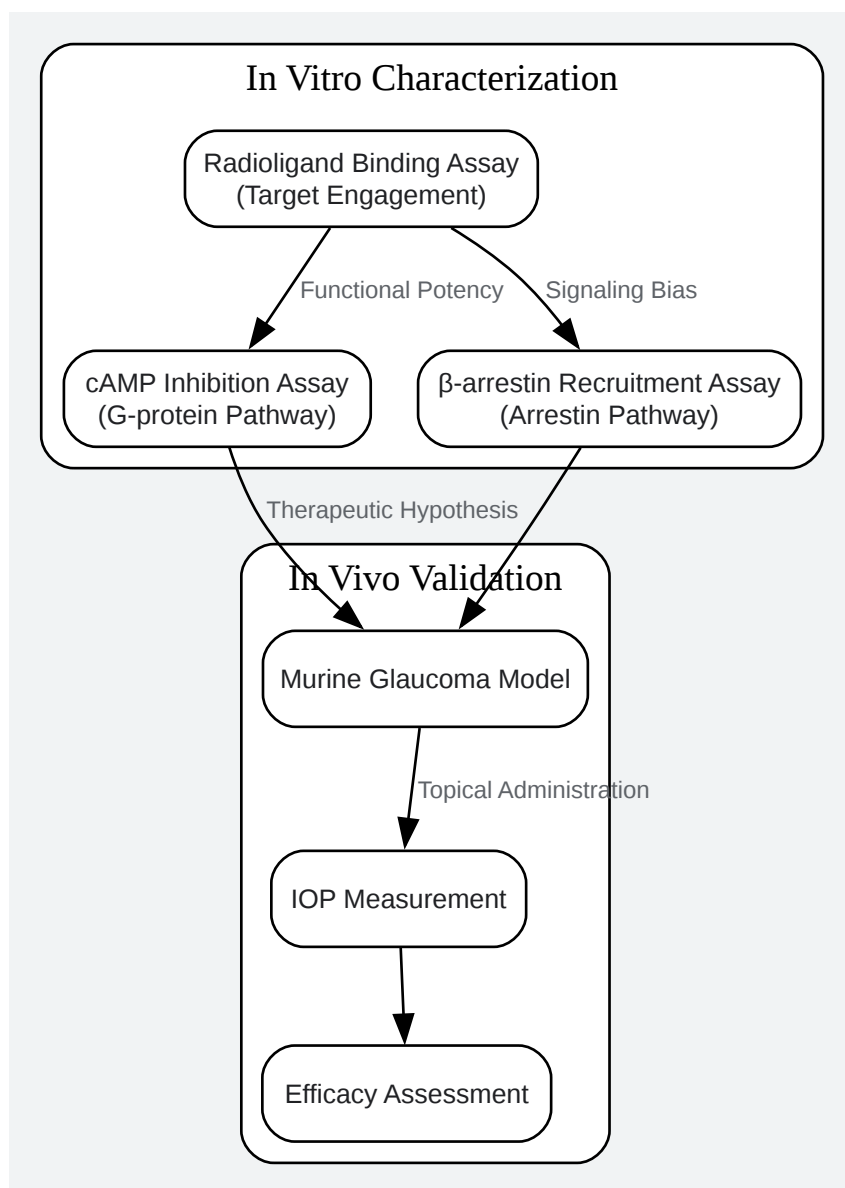 In Vitro Characterization
Radioligand Binding Assay
(Target Engagement)
Functional Potency
Signaling Bias
cAMP Inhibition Assay
(G-protein Pathway)
β-arrestin Recruitment Assay
(Arrestin Pathway)
Therapeutic Hypothesis
In Vivo Validation
Murine Glaucoma Model
Topical Administration
IOP Measurement
Efficacy Assessment